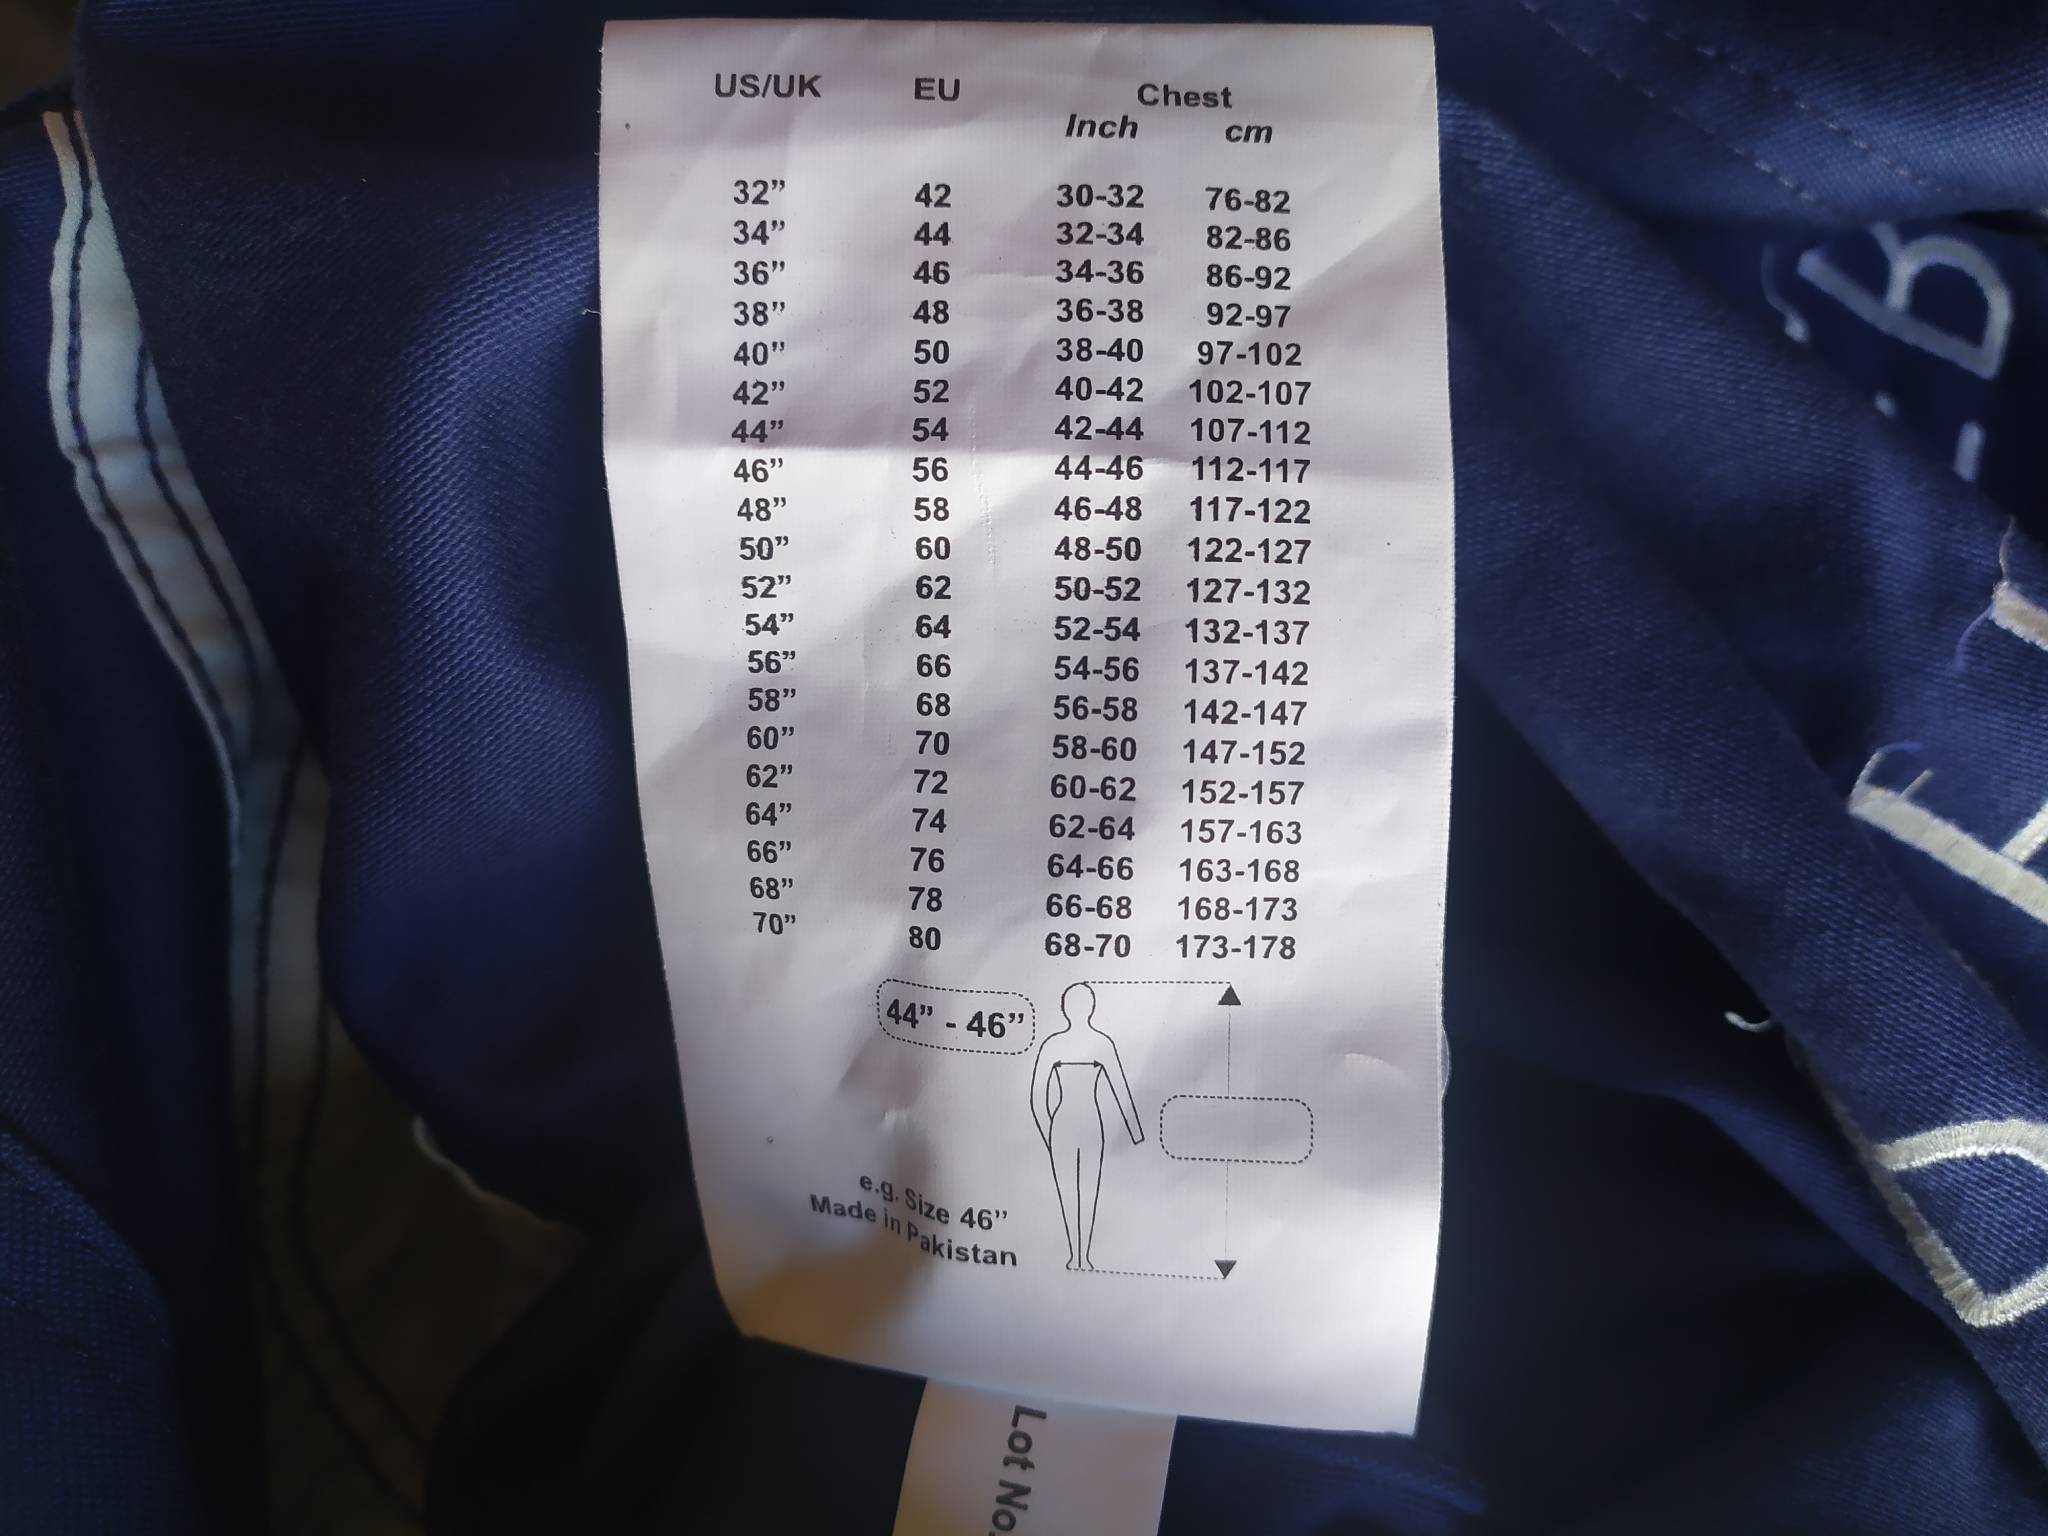 US/UK EU Chest
Inch cm
32” 42 30-32 76-82
34” 44 32-34 82-86
36” 46 34-36 86-92
38” 48 36-38 92-97
40” 50 38-40 97-102
42” 52 40-42 102-107
44” 54 42-44 107-112
46” 56 44-46 112-117
48” 58 46-48 117-122
50” 60 48-50 122-127
52” 62 50-52 127-132
54” 64 52-54 132-137
56” 66 54-56 137-142
58” 68 56-58 142-147
60” 70 58-60 147-152
62” 72 60-62 152-157
64” 74 62-64 157-163
66” 76 64-66 163-168
68” 78 66-68 168-173
70” 80 68-70 173-178
44” - 46”
e.g. Size 46”
Made in Pakistan
Lot No.